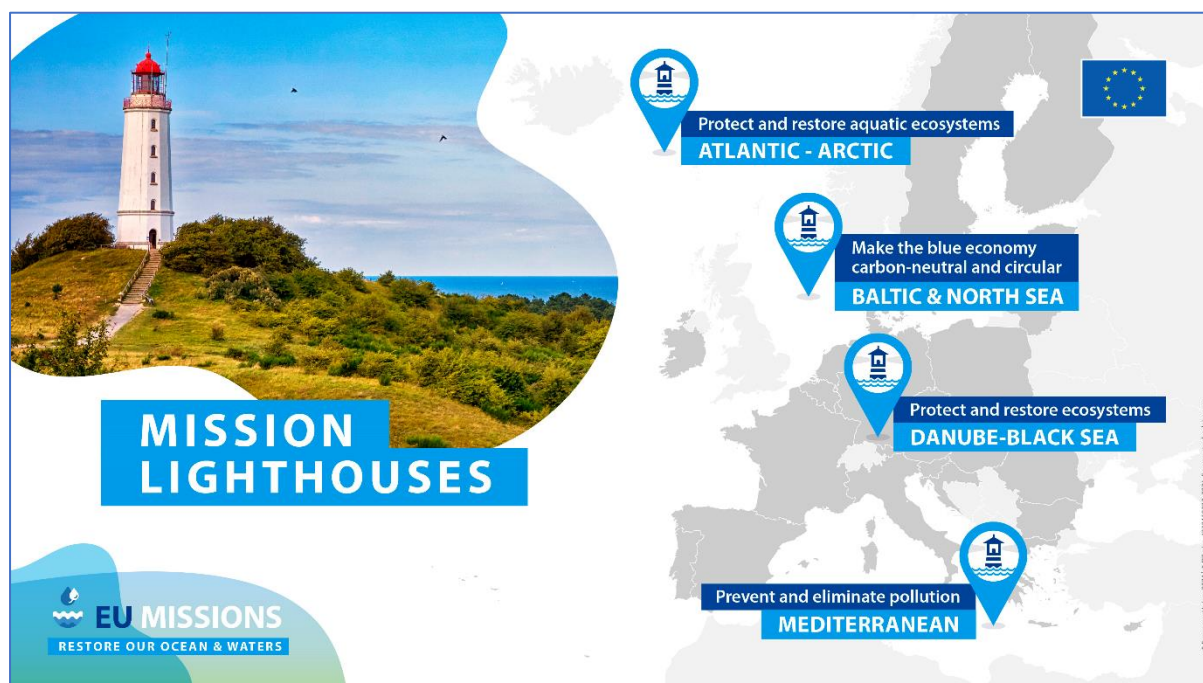 MISSION
LIGHTHOUSES
EU MISSIONS
RESTORE OUR OCEAN & WATERS
Protect and restore aquatic ecosystems
ATLANTIC - ARCTIC
Make the blue economy
carbon-neutral and circular
BALTIC & NORTH SEA
Protect and restore ecosystems
DANUBE-BLACK SEA
Prevent and eliminate pollution
MEDITERRANEAN